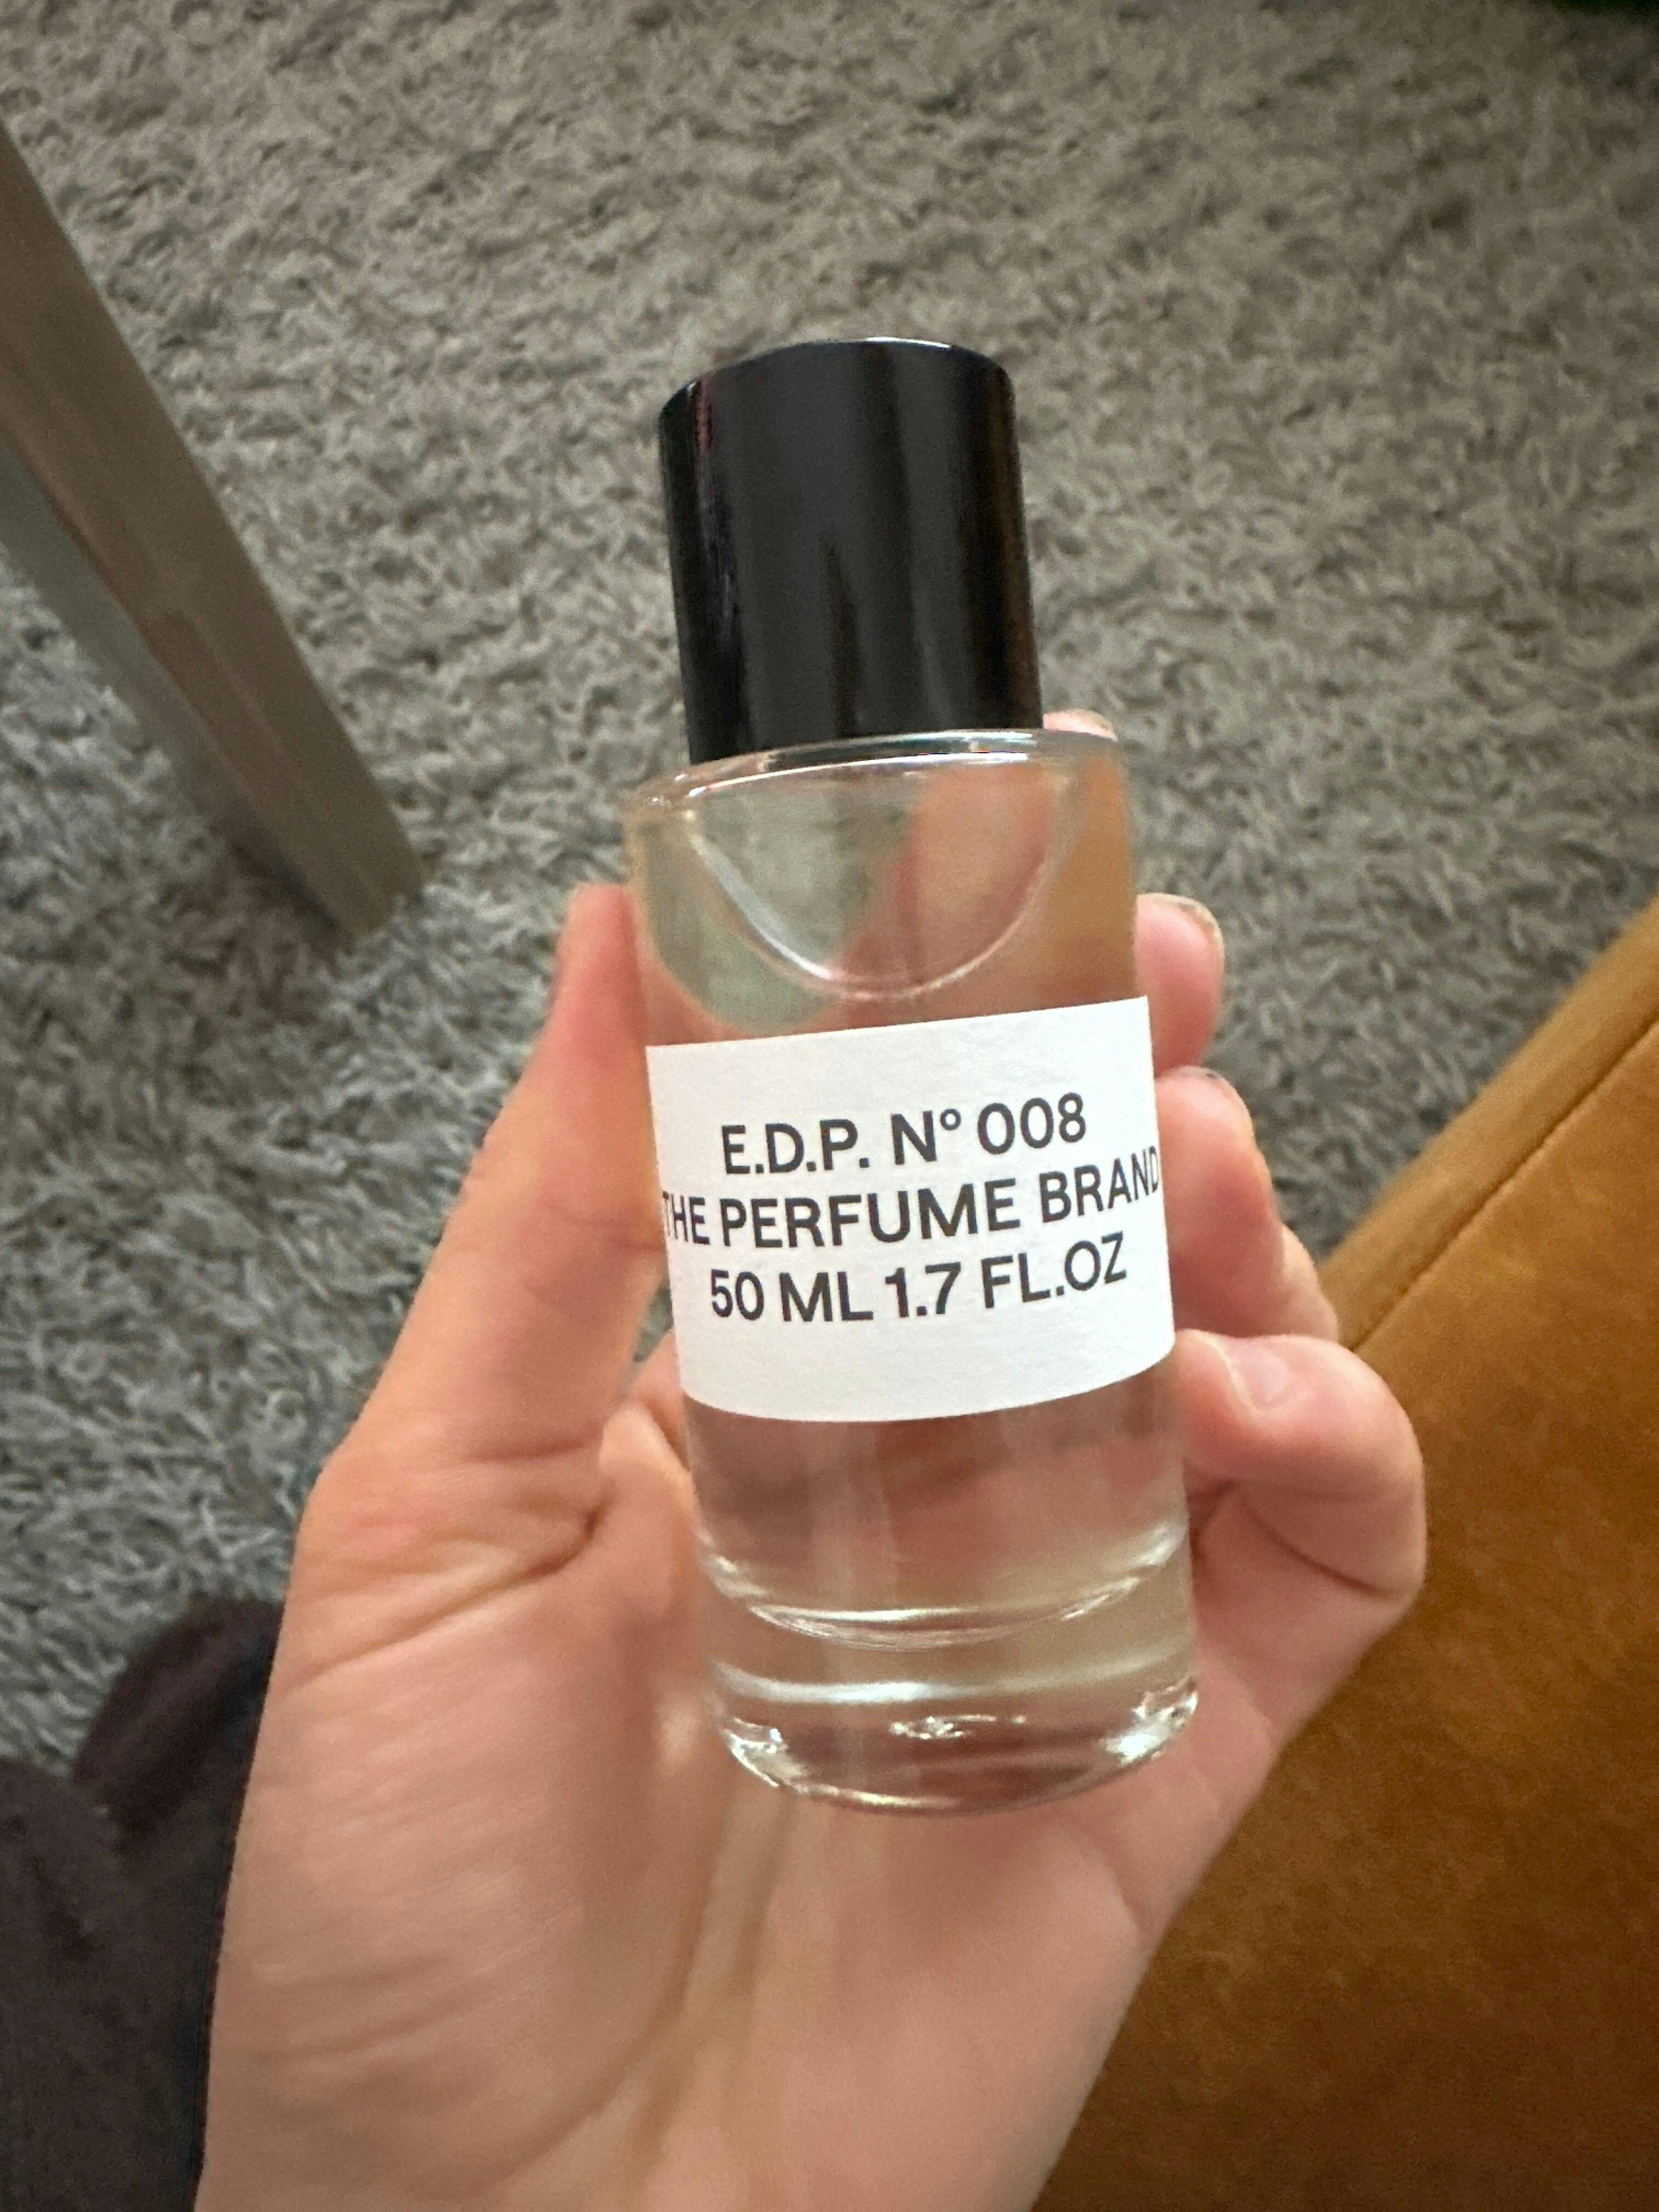 E.D.P. N° 008
THE PERFUME BRAND
50 ML 1.7 FL.OZ